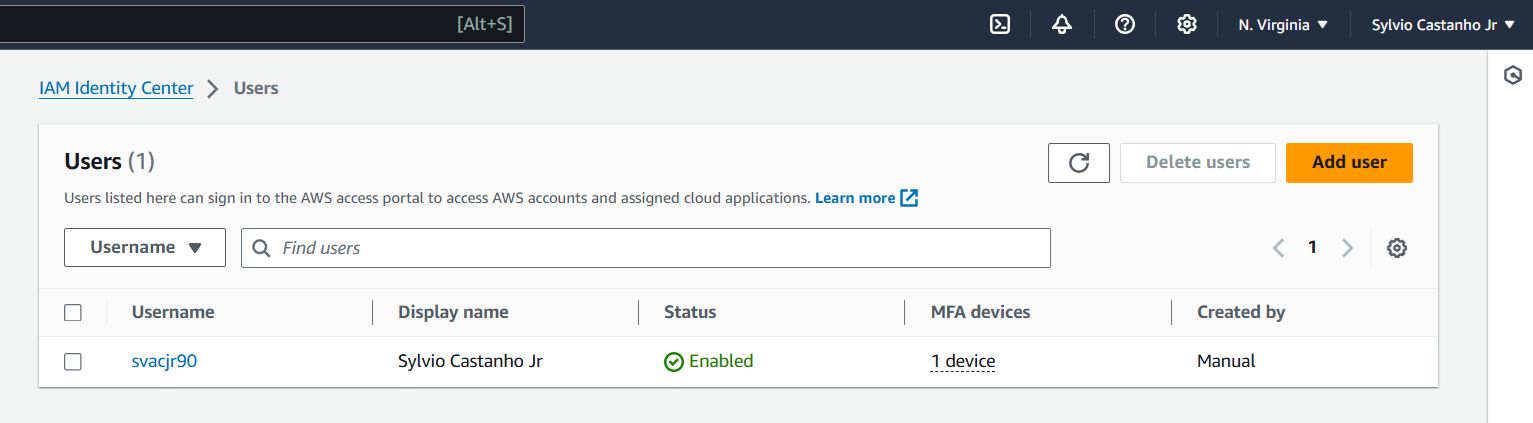 [Alt+S] N. Virginia Sylvio Castanho Jr
IAM Identity Center Users
Users (1) Delete users Add user
Users listed here can sign in to the AWS access portal to access AWS accounts and assigned cloud applications. Learn more
Username Find users 1
Username Display name Status MFA devices Created by
svacjr90 Sylvio Castanho Jr Enabled 1 device Manual